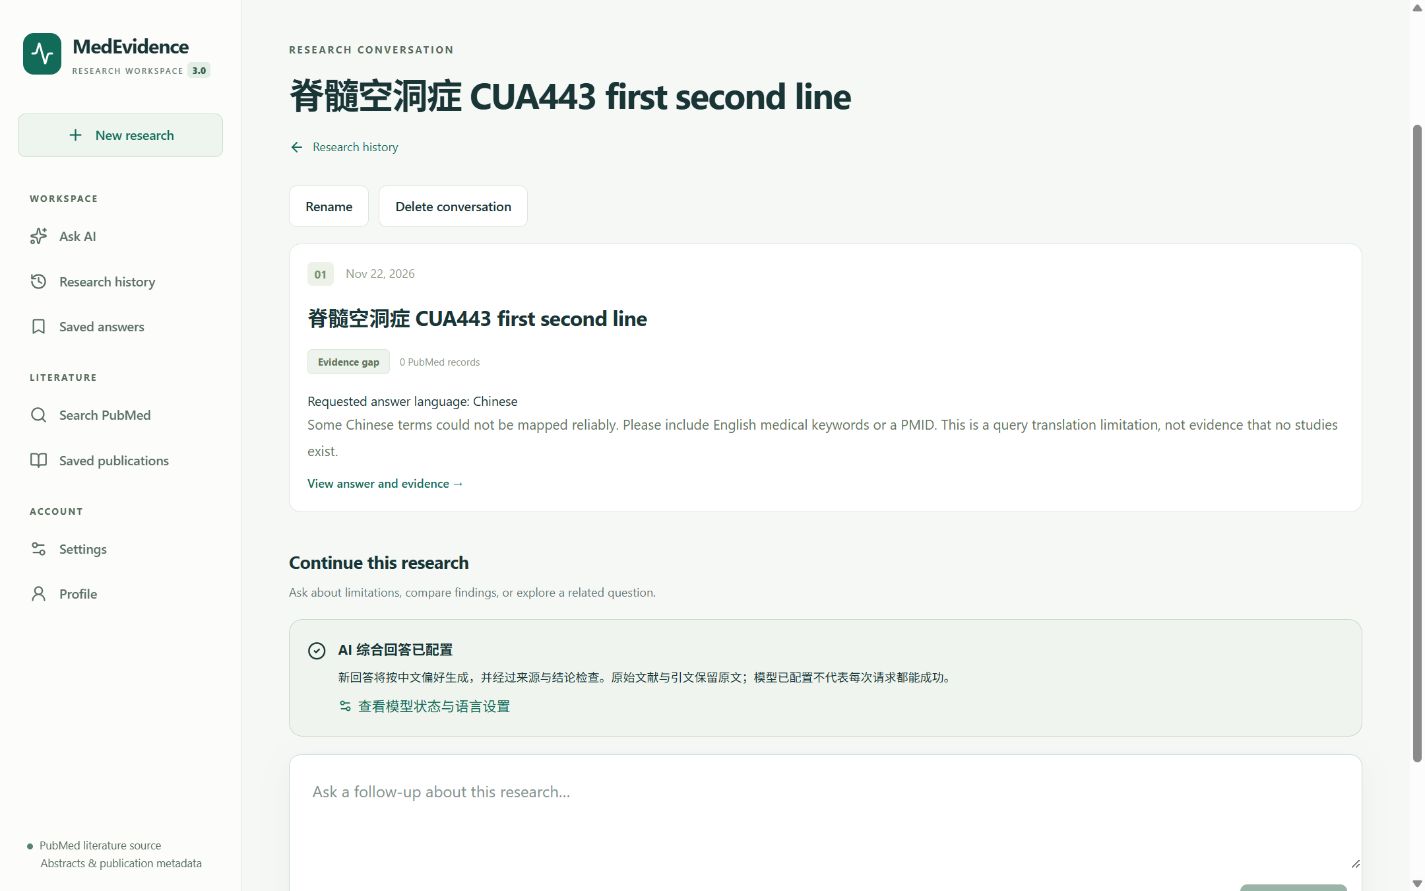 MedEvidence
RESEARCH WORKSPACE 3.0
New research
WORKSPACE
Ask AI
Research history
Saved answers
LITERATURE
Search PubMed
Saved publications
ACCOUNT
Settings
Profile
PubMed literature source
Abstracts & publication metadata
RESEARCH CONVERSATION
脊髓空洞症 CUA443 first second line
Research history
Rename
Delete conversation
01 Nov 22, 2026
脊髓空洞症 CUA443 first second line
Evidence gap 0 PubMed records
Requested answer language: Chinese
Some Chinese terms could not be mapped reliably. Please include English medical keywords or a PMID. This is a query translation limitation, not evidence that no studies
exist.
View answer and evidence →
Continue this research
Ask about limitations, compare findings, or explore a related question.
AI 综合回答已配置
新回答将按中文偏好生成，并经过来源与结论检查。原始文献与引文保留原文；模型已配置不代表每次请求都能成功。
查看模型状态与语言设置
Ask a follow-up about this research...